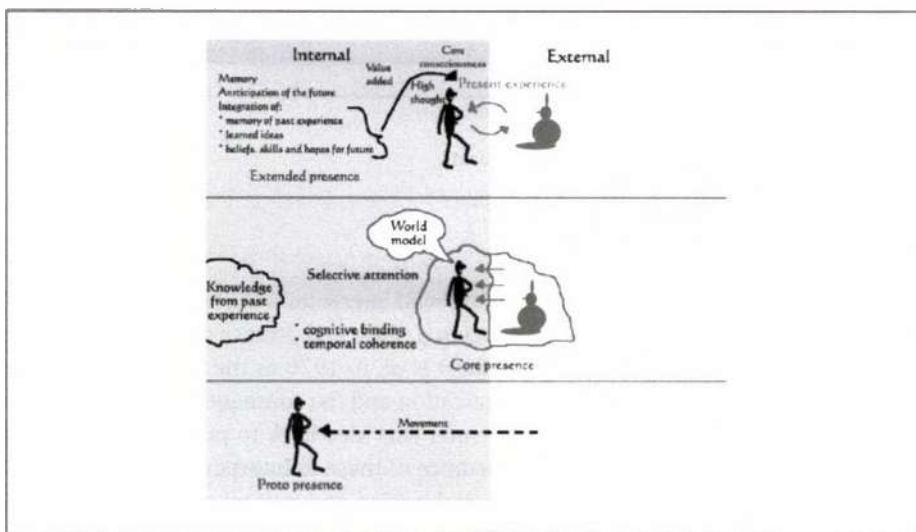 Internal
External
Core
consciousness
Value
added
High
thought
Present experience
Memory
Anticipation of the future
Integration of:
* memory of past experience
* learned ideas
* beliefs, skills and hopes for future
Extended presence
World
model
Selective attention
Knowledge
from past
experience
* cognitive binding
* temporal coherence
Core presence
Movement
Proto presence